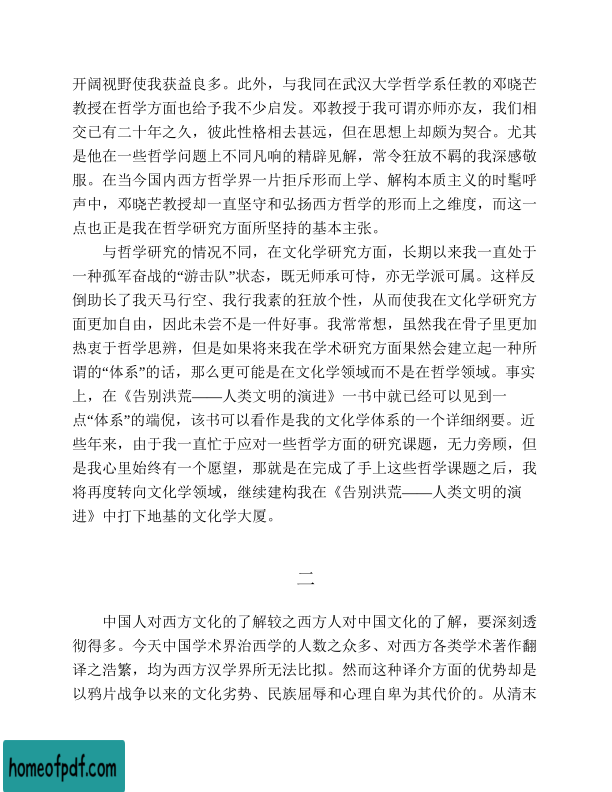 开阔视野使我获益良多。此外，与我同在武汉大学哲学系任教的邓晓芒
教授在哲学方面也给予我不少启发。邓教授于我可谓亦师亦友，我们相
交已有二十年之久，彼此性格相去甚远，但在思想上却颇为契合。尤其
是他在一些哲学问题上不同凡响的精辟见解，常令狂放不羁的我深感敬
服。在当今国内西方哲学界一片拒斥形而上学、解构本质主义的时髦呼
声中，邓晓芒教授却一直坚守和弘扬西方哲学的形而上之维度，而这一
点也正是我在哲学研究方面所坚持的基本主张。
与哲学研究的情况不同，在文化学研究方面，长期以来我一直处于
一种孤军奋战的“游击队”状态，既无师承可恃，亦无学派可属。这样反
倒助长了我天马行空、我行我素的狂放个性，从而使我在文化学研究方
面更加自由，因此未尝不是一件好事。我常常想，虽然我在骨子里更加
热衷于哲学思辨，但是如果将来我在学术研究方面果然会建立起一种所
谓的“体系”的话，那么更可能是在文化学领域而不是在哲学领域。事实
上，在《告别洪荒——人类文明的演进》一书中就已经可以见到一
点“体系”的端倪，该书可以看作是我的文化学体系的一个详细纲要。近
些年来，由于我一直忙于应对一些哲学方面的研究课题，无力旁顾，但
是我心里始终有一个愿望，那就是在完成了手上这些哲学课题之后，我
将再度转向文化学领域，继续建构我在《告别洪荒——人类文明的演
进》中打下地基的文化学大厦。
二
中国人对西方文化的了解较之西方人对中国文化的了解，要深刻透
彻得多。今天中国学术界治西学的人数之众多、对西方各类学术著作翻
译之浩繁，均为西方汉学界所无法比拟。然而这种译介方面的优势却是
以鸦片战争以来的文化劣势、民族屈辱和心理自卑为其代价的。从清末
homeofpdf.com